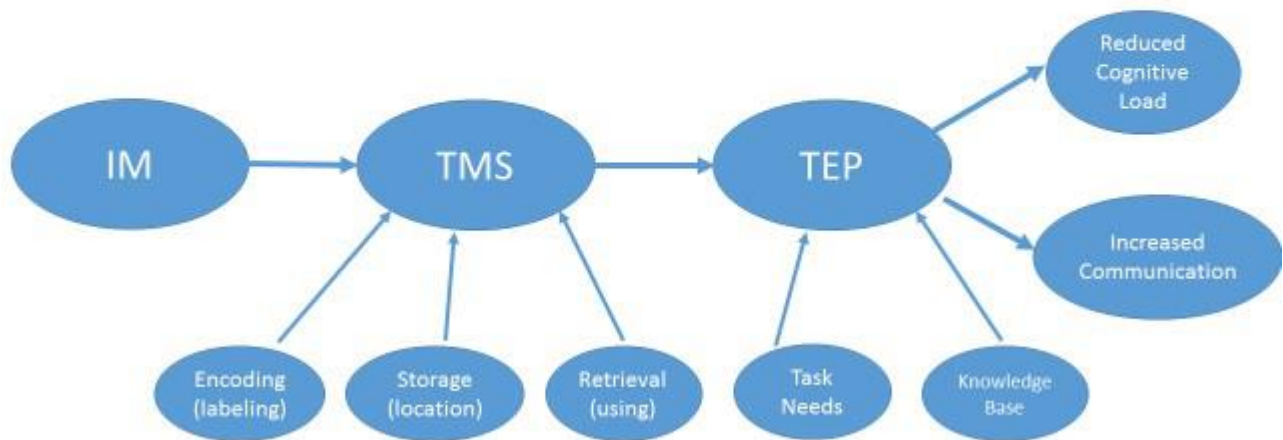 IM
TMS
TEP
Reduced
Cognitive
Load
Increased
Communication
Encoding
(labeling)
Storage
(location)
Retrieval
(using)
Task
Needs
Knowledge
Base